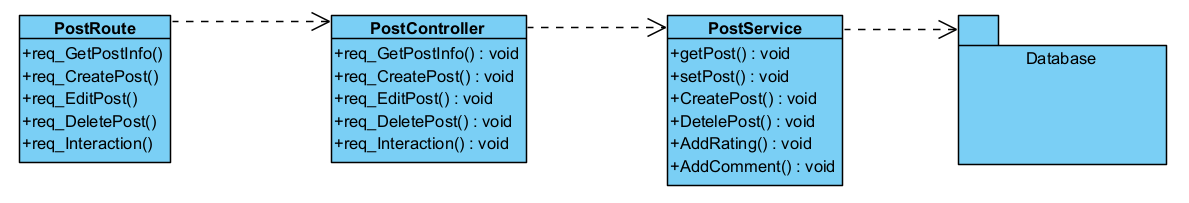 PostRoute
+req_GetPostInfo()
+req_CreatePost()
+req_EditPost()
+req_DeletePost()
+req_Interaction()
PostController
+req_GetPostInfo() : void
+req_CreatePost() : void
+req_EditPost() : void
+req_DeletePost() : void
+req_Interaction() : void
PostService
+getPost() : void
+setPost() : void
+CreatePost() : void
+DetelePost() : void
+AddRating() : void
+AddComment() : void
Database